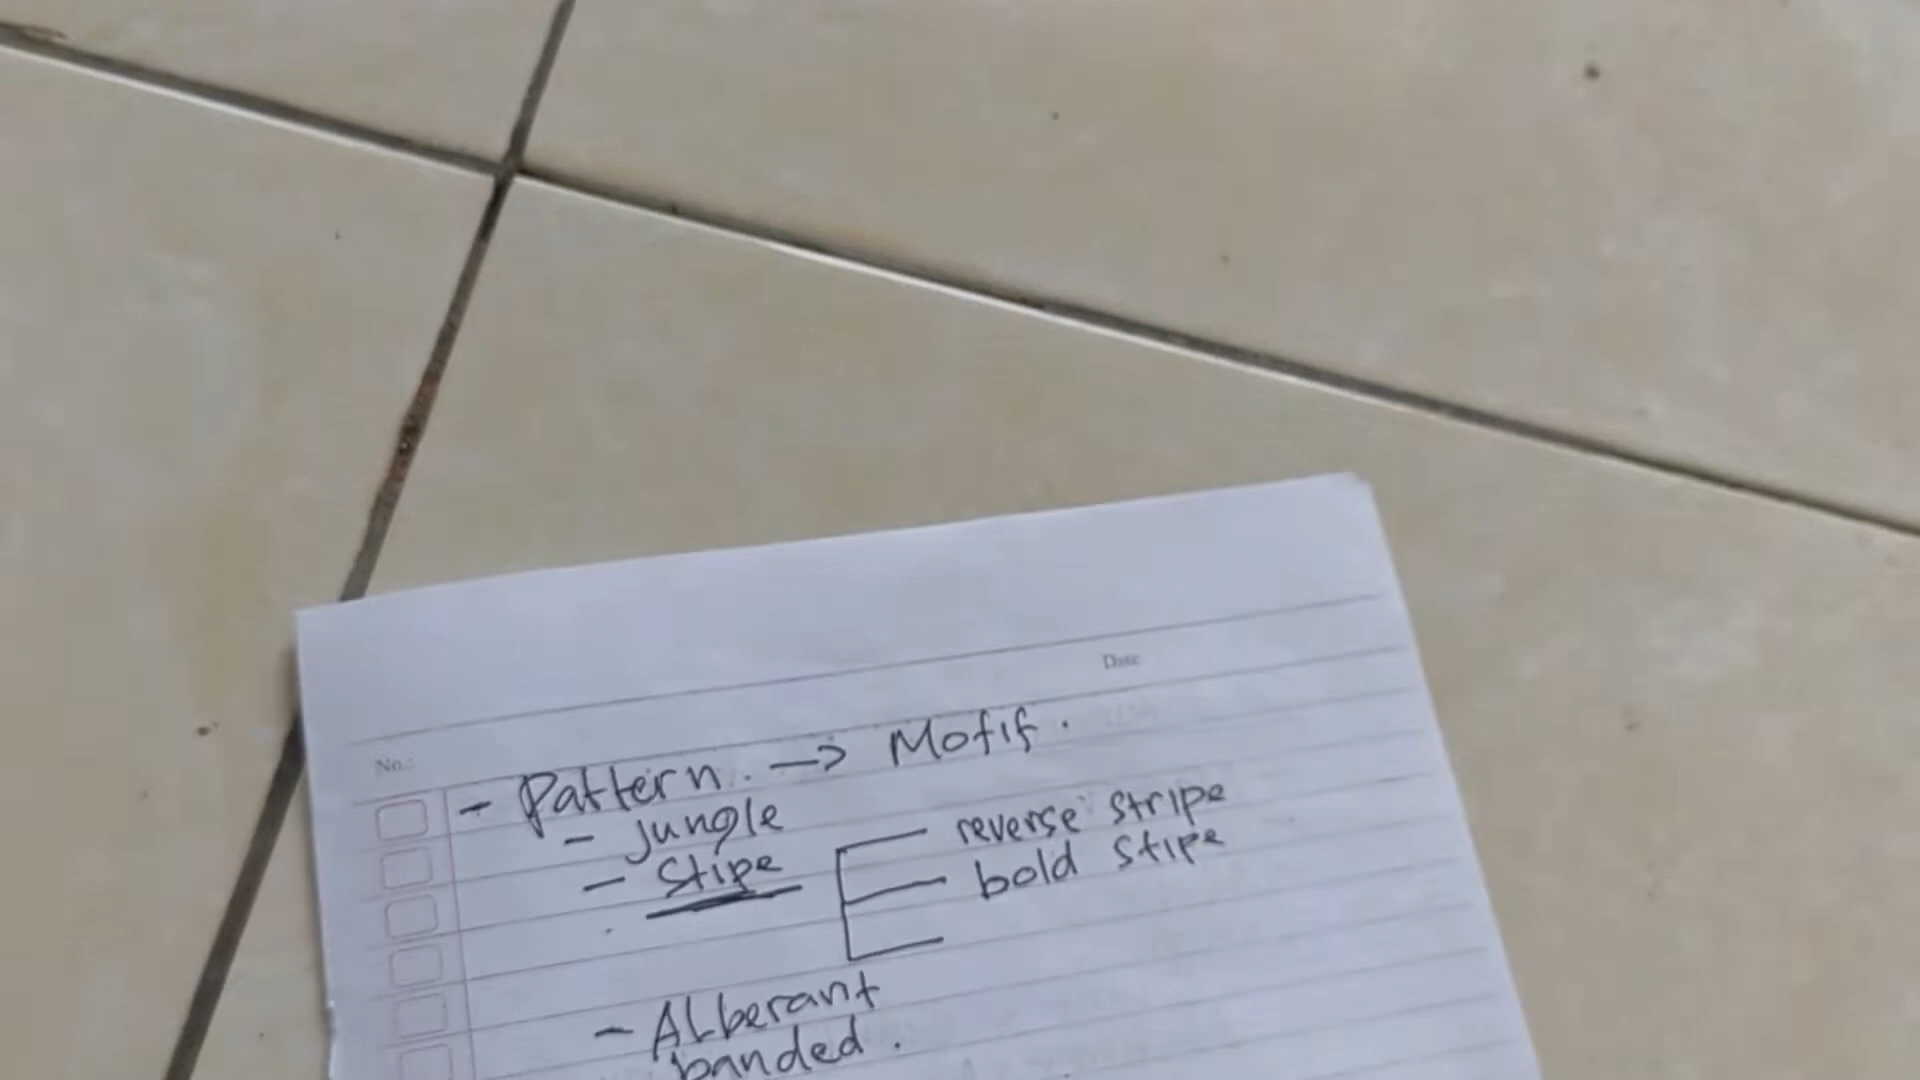 Date
No.:
- Pattern. -> Motif.
- jungle
- Stipe
reverse stripe
bold stipe
- Alberant
banded.